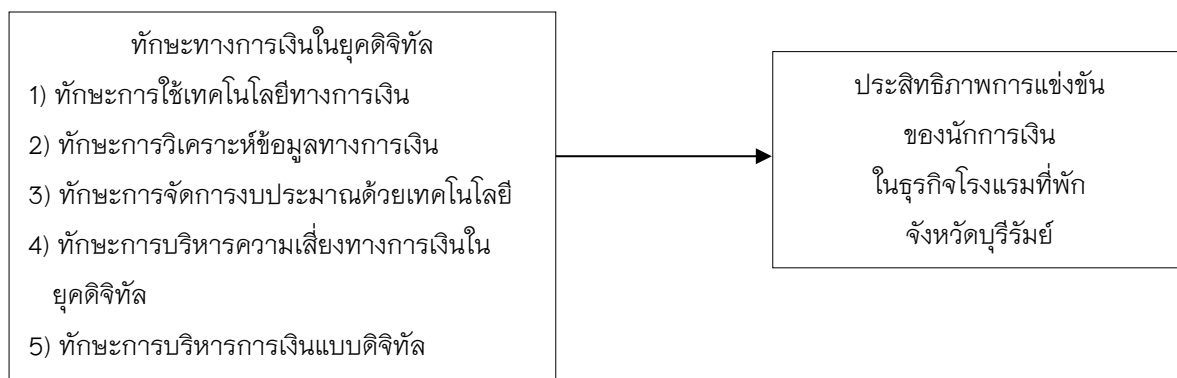 ทักษะทางการเงินในยุคดิจิทัล
1) ทักษะการใช้เทคโนโลยีทางการเงิน
2) ทักษะการวิเคราะห์ข้อมูลทางการเงิน
3) ทักษะการจัดการงบประมาณด้วยเทคโนโลยี
4) ทักษะการบริหารความเสี่ยงทางการเงินใน
ยุคดิจิทัล
5) ทักษะการบริหารการเงินแบบดิจิทัล
ประสิทธิภาพการแข่งขัน
ของนักการเงิน
ในธุรกิจโรงแรมที่พัก
จังหวัดบุรีรัมย์